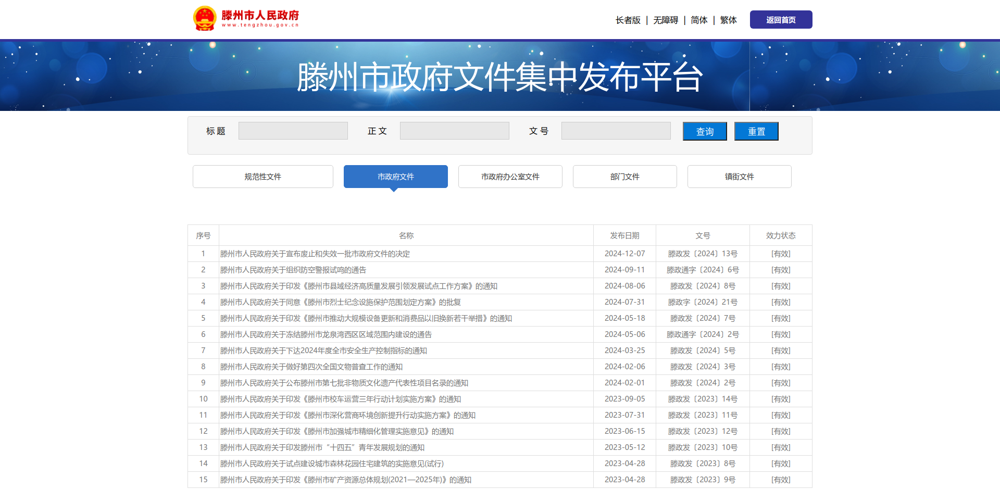 滕州市人民政府
www.tengzhou.gov.cn
长者版 | 无障碍 | 简体 | 繁体 返回首页
滕州市政府文件集中发布平台
标 题 正 文 文 号 查询 重置
规范性文件 市政府文件 市政府办公室文件 部门文件 镇街文件
序号 名称 发布日期 文号 效力状态
1 滕州市人民政府关于宣布废止和失效一批市政府文件的决定 2024-12-07 滕政发〔2024〕13号 [有效]
2 滕州市人民政府关于组织防空警报试鸣的通告 2024-09-11 滕政通字〔2024〕6号 [有效]
3 滕州市人民政府关于印发《滕州市县域经济高质量发展引领发展试点工作方案》的通知 2024-08-06 滕政发〔2024〕8号 [有效]
4 滕州市人民政府关于同意《滕州市烈士纪念设施保护范围划定方案》的批复 2024-07-31 滕政字〔2024〕21号 [有效]
5 滕州市人民政府关于印发《滕州市推动大规模设备更新和消费品以旧换新若干举措》的通知 2024-05-18 滕政发〔2024〕7号 [有效]
6 滕州市人民政府关于冻结滕州市龙泉湾西区区域范围内建设的通告 2024-05-06 滕政通字〔2024〕2号 [有效]
7 滕州市人民政府关于下达2024年度全市安全生产控制指标的通知 2024-03-25 滕政发〔2024〕5号 [有效]
8 滕州市人民政府关于做好第四次全国文物普查工作的通知 2024-02-06 滕政发〔2024〕3号 [有效]
9 滕州市人民政府关于公布滕州市第七批非物质文化遗产代表性项目名录的通知 2024-02-01 滕政发〔2024〕2号 [有效]
10 滕州市人民政府关于印发《滕州市校车运营三年行动计划实施方案》的通知 2023-09-05 滕政发〔2023〕14号 [有效]
11 滕州市人民政府关于印发《滕州市深化营商环境创新提升行动实施方案》的通知 2023-07-31 滕政发〔2023〕11号 [有效]
12 滕州市人民政府关于印发《滕州市加强城市精细化管理实施意见》的通知 2023-06-15 滕政发〔2023〕12号 [有效]
13 滕州市人民政府关于印发滕州市“十四五”青年发展规划的通知 2023-05-12 滕政发〔2023〕10号 [有效]
14 滕州市人民政府关于试点建设城市森林花园住宅建筑的实施意见(试行) 2023-04-28 滕政发〔2023〕8号 [有效]
15 滕州市人民政府关于印发《滕州市矿产资源总体规划(2021—2025年)》的通知 2023-04-28 滕政发〔2023〕9号 [有效]